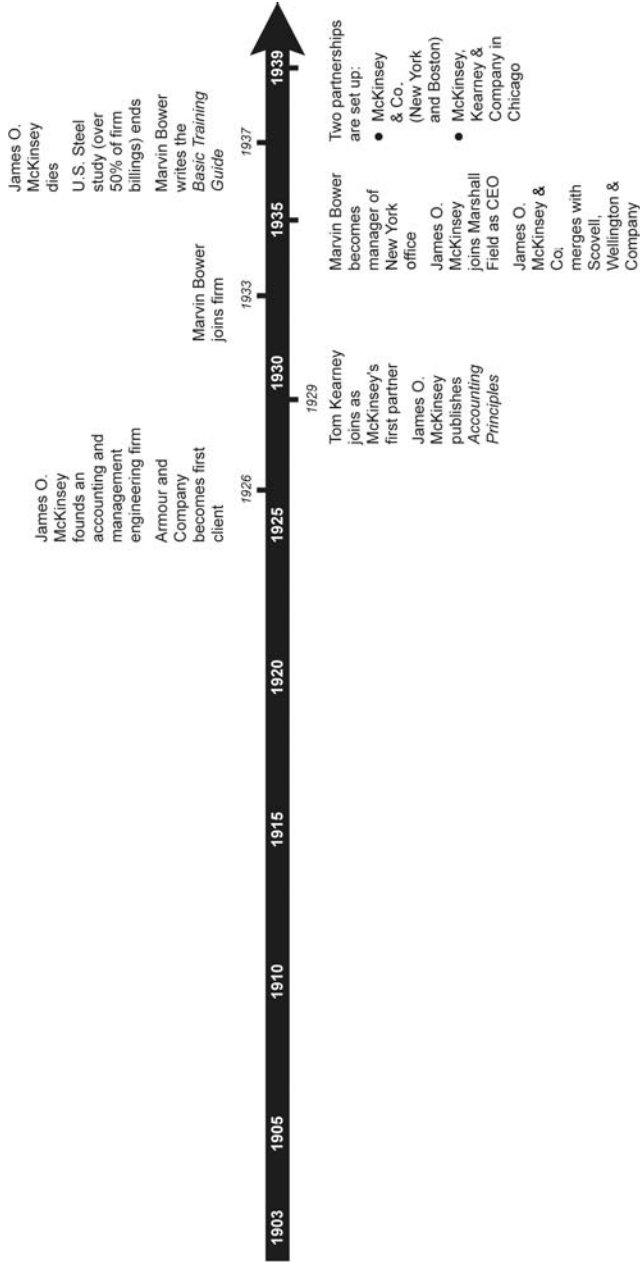 James O.
McKinsey
founds an
accounting and
management
engineering firm
Armour and
Company
becomes first
client
Marvin Bower
joins firm
James O.
McKinsey
dies
U.S. Steel
study (over
50% of firm
billings) ends
Marvin Bower
writes the
Basic Training
Guide
1926
1933
1937
1903
1905
1910
1915
1920
1925
1930
1935
1939
1929
Tom Kearney
joins as
McKinsey's
first partner
James O.
McKinsey
publishes
Accounting
Principles
Marvin Bower
becomes
manager of
New York
office
James O.
McKinsey
joins Marshall
Field as CEO
James O.
McKinsey &
Co.
merges with
Scovell,
Wellington &
Company
Two partnerships
are set up:
• McKinsey
& Co.
(New York
and Boston)
• McKinsey,
Kearney &
Company in
Chicago